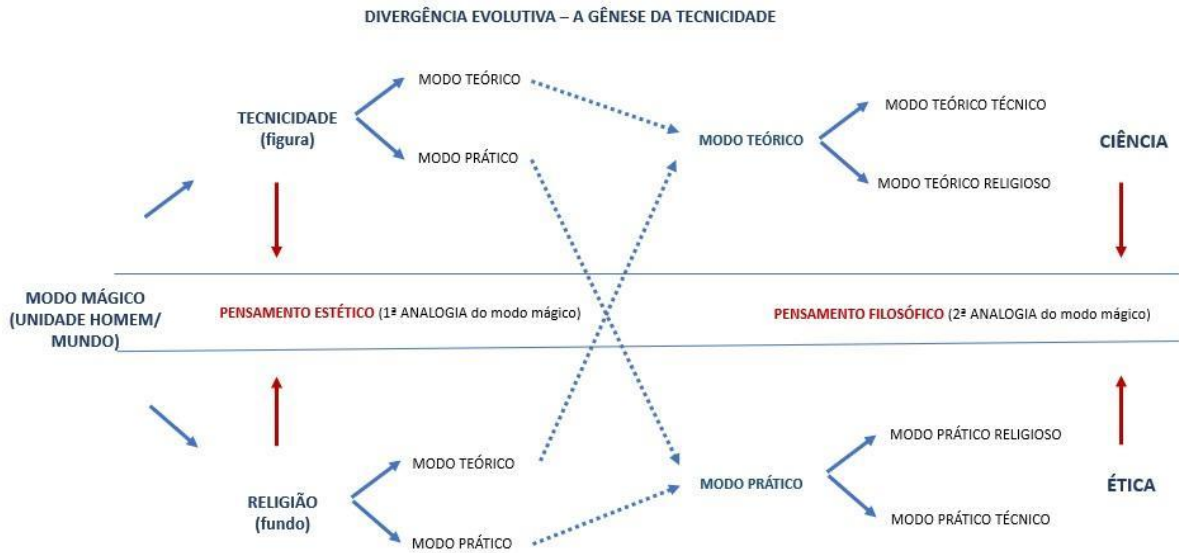 DIVERGÊNCIA EVOLUTIVA – A GÊNESE DA TECNICIDADE
MODO TEÓRICO
TECNICIDADE
(figura)
MODO PRÁTICO
MODO TEÓRICO
MODO TEÓRICO TÉCNICO
MODO TEÓRICO RELIGIOSO
CIÊNCIA
MODO MÁGICO
(UNIDADE HOMEM/
MUNDO)
PENSAMENTO ESTÉTICO (1ª ANALOGIA do modo mágico)
PENSAMENTO FILOSÓFICO (2ª ANALOGIA do modo mágico)
MODO TEÓRICO
RELIGIÃO
(fundo)
MODO PRÁTICO
MODO PRÁTICO
MODO PRÁTICO RELIGIOSO
MODO PRÁTICO TÉCNICO
ÉTICA